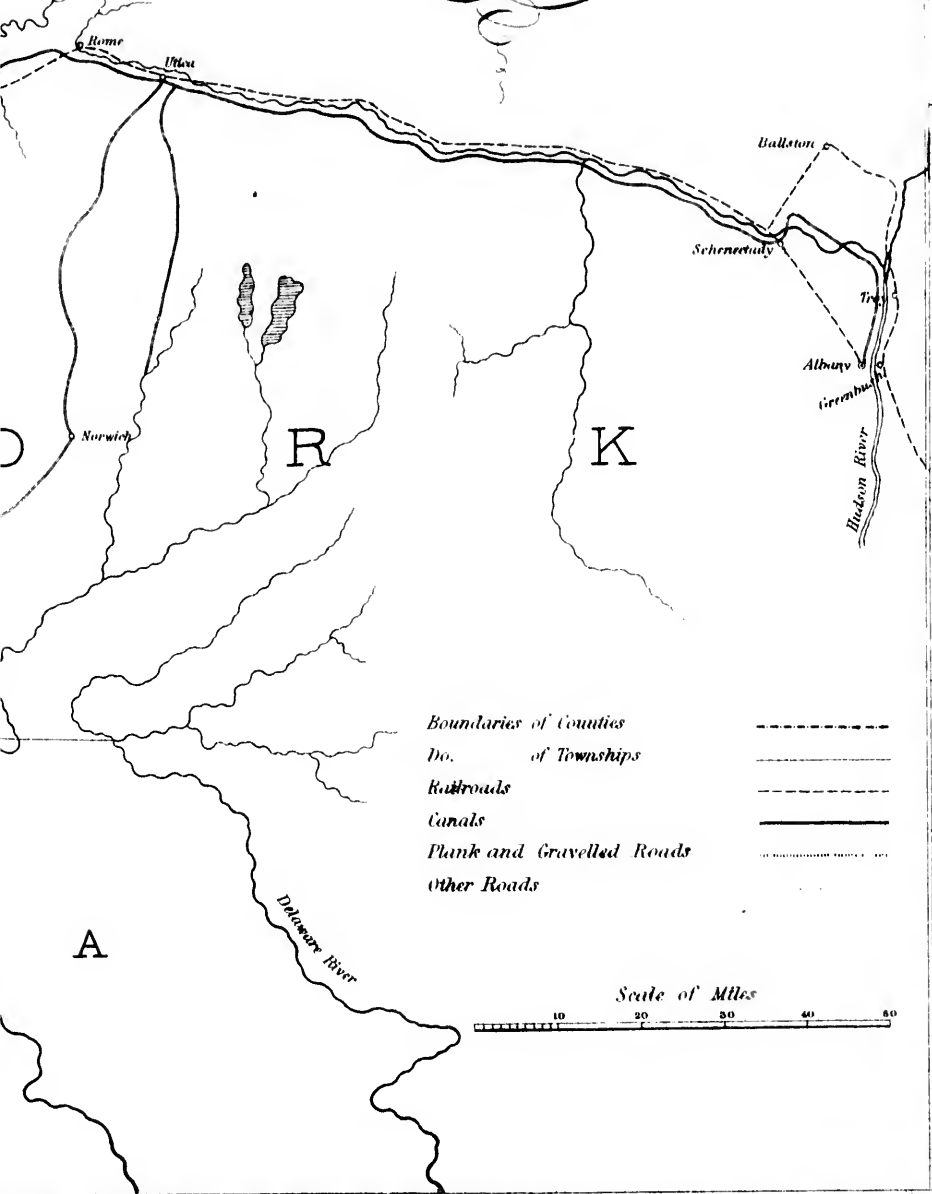 Rome
Utica
Ballston
Schenectady
Troy
Albany
Greenbush
Norwich
O R K
Hudson River
Boundaries of Counties
Do. of Townships
Railroads
Canals
Plank and Gravelled Roads
Other Roads
Delaware River
A
Scale of Miles
10 20 30 40 50